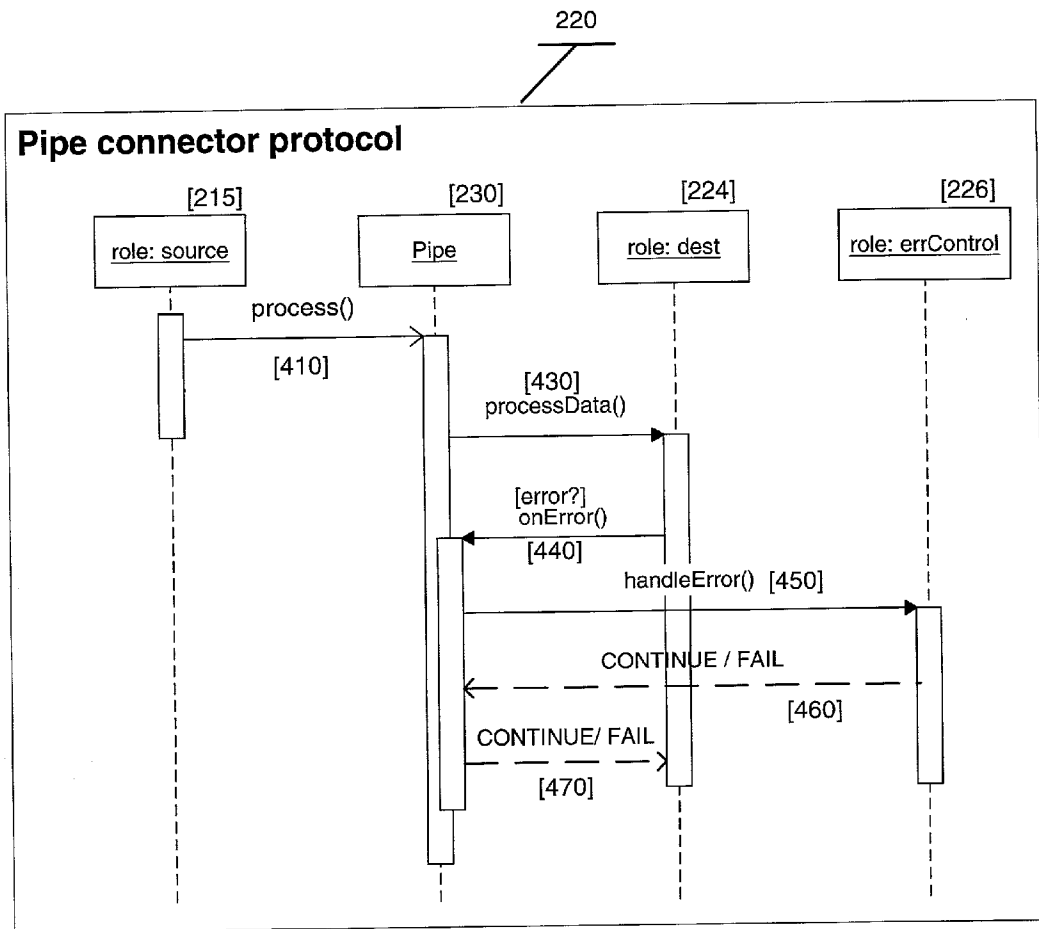 220
Pipe connector protocol
[215]
[230]
[224]
[226]
role: source
Pipe
role: dest
role: errControl
process()
[410]
[430]
processData()
[error?]
onError()
[440]
handleError() [450]
CONTINUE / FAIL
[460]
CONTINUE/ FAIL
[470]